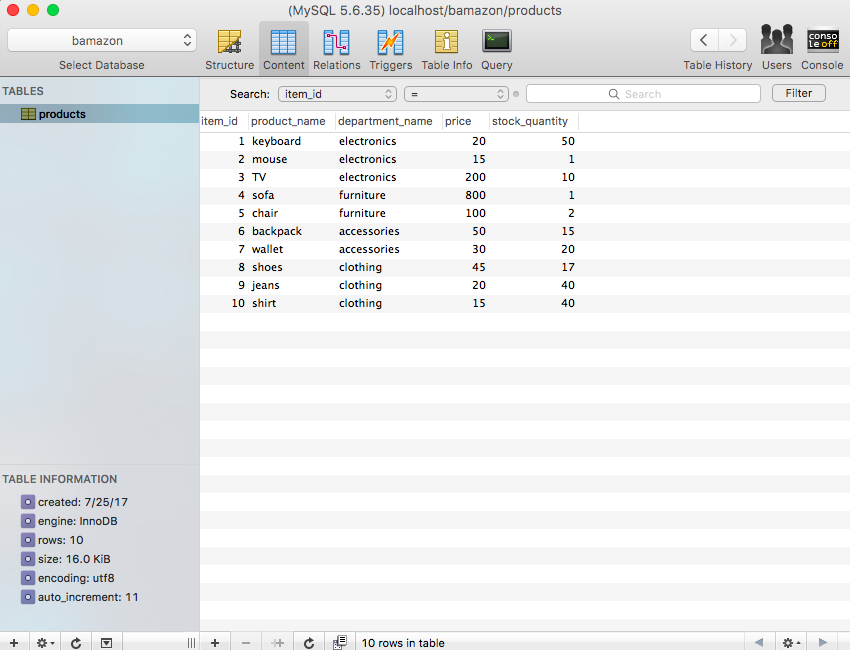 (MySQL 5.6.35) localhost/bamazon/products
bamazon
Select Database
Structure
Content
Relations
Triggers
Table Info
Query
Table History
Users
conso
leoff
Console
TABLES
products
Search: item_id = Search Filter
item_id product_name department_name price stock_quantity
1 keyboard electronics 20 50
2 mouse electronics 15 1
3 TV electronics 200 10
4 sofa furniture 800 1
5 chair furniture 100 2
6 backpack accessories 50 15
7 wallet accessories 30 20
8 shoes clothing 45 17
9 jeans clothing 20 40
10 shirt clothing 15 40
TABLE INFORMATION
created: 7/25/17
engine: InnoDB
rows: 10
size: 16.0 KiB
encoding: utf8
auto_increment: 11
10 rows in table